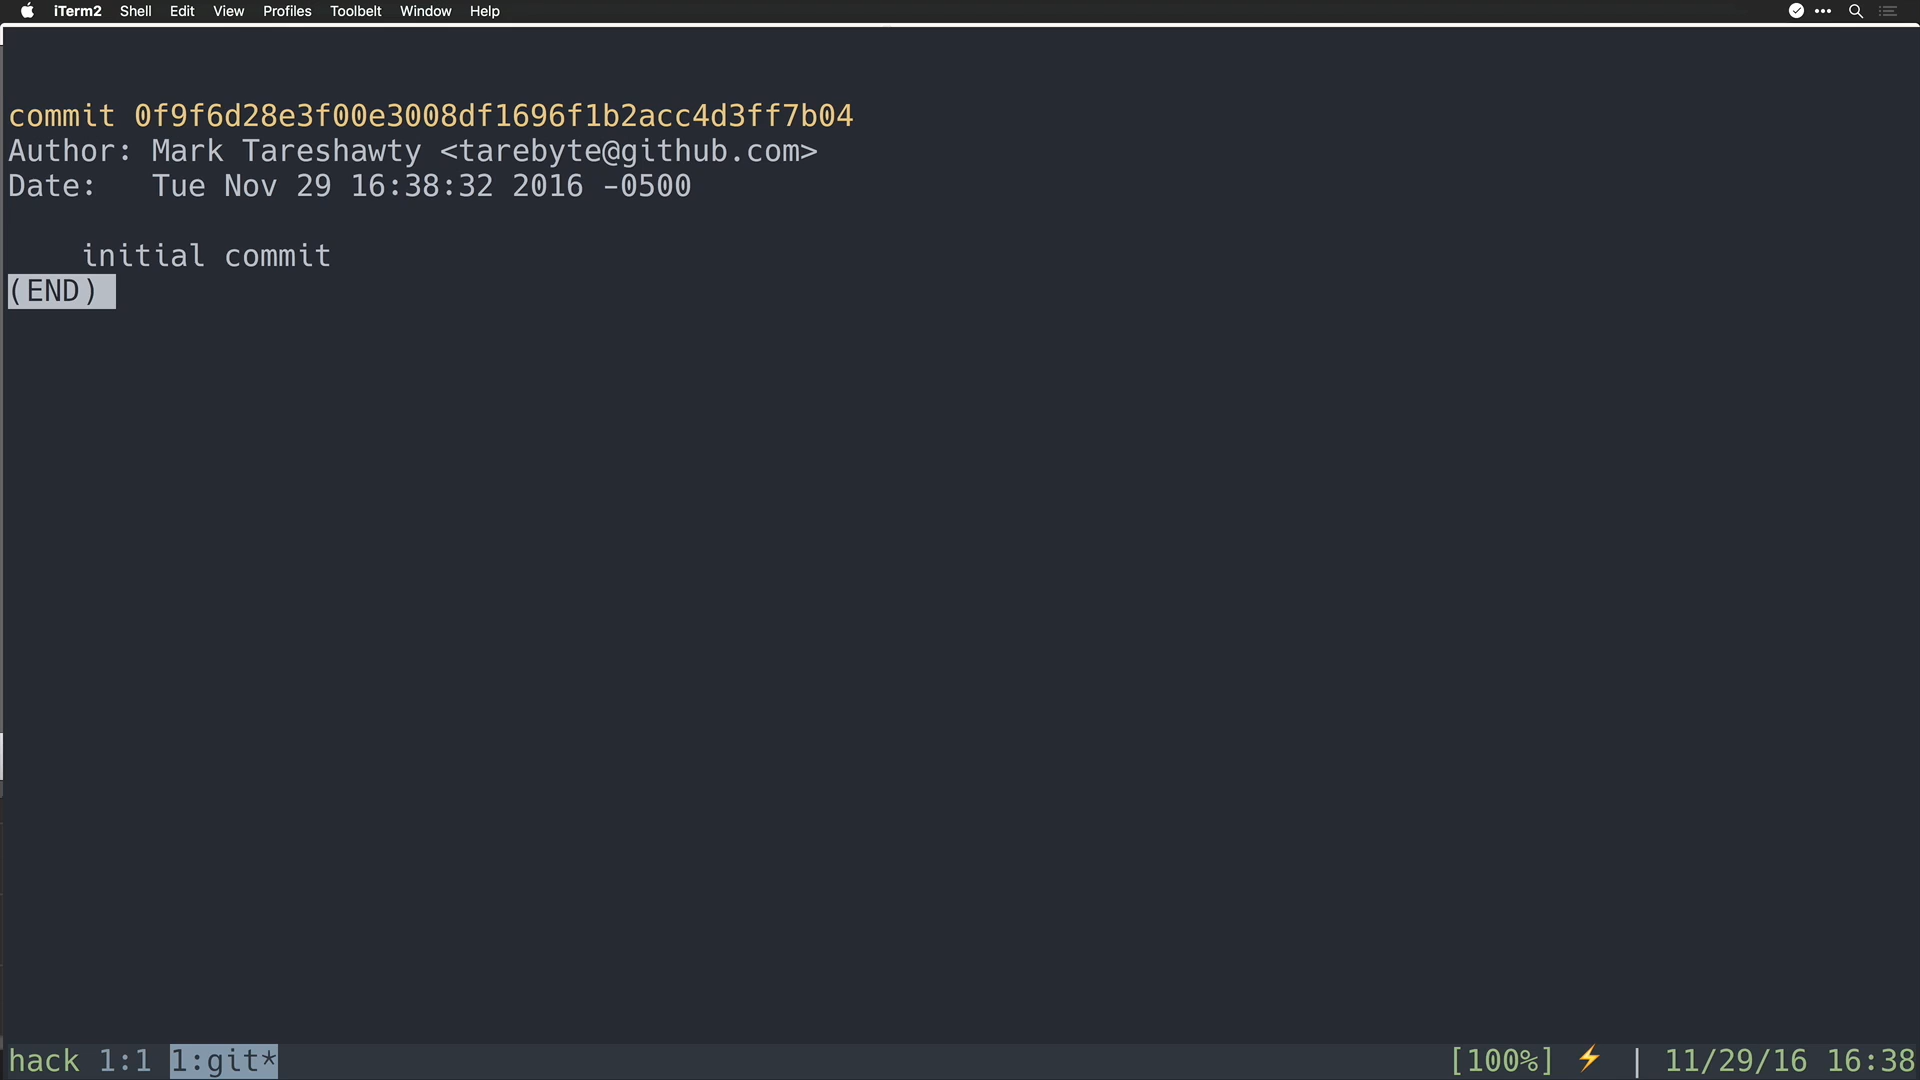 iTerm2 Shell Edit View Profiles Toolbelt Window Help
commit 0f9f6d28e3f00e3008df1696f1b2acc4d3ff7b04
Author: Mark Tareshawty <tarebyte@github.com>
Date:   Tue Nov 29 16:38:32 2016 -0500
initial commit
(END)
hack 1:1 1:git* [100%] ⚡ | 11/29/16 16:38